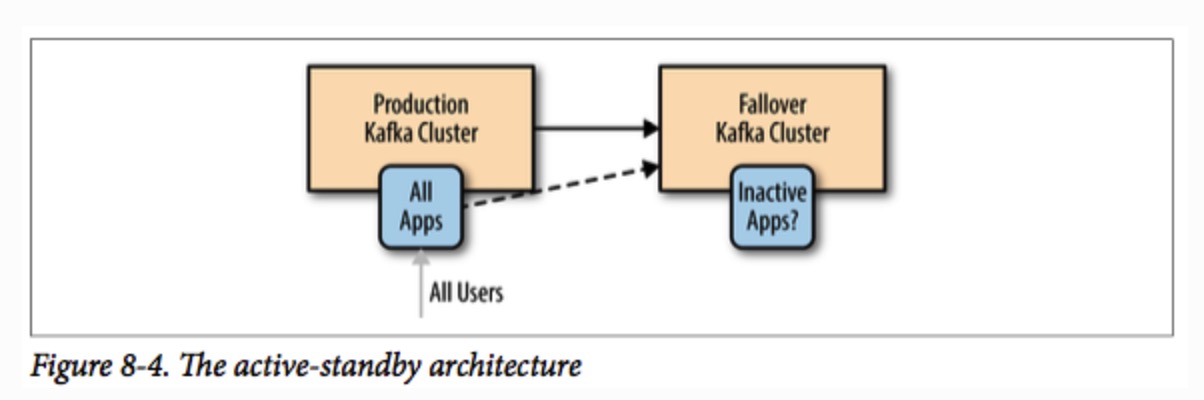 Production
Kafka Cluster
Fallover
Kafka Cluster
All
Apps
Inactive
Apps?
All Users
Figure 8-4. The active-standby architecture